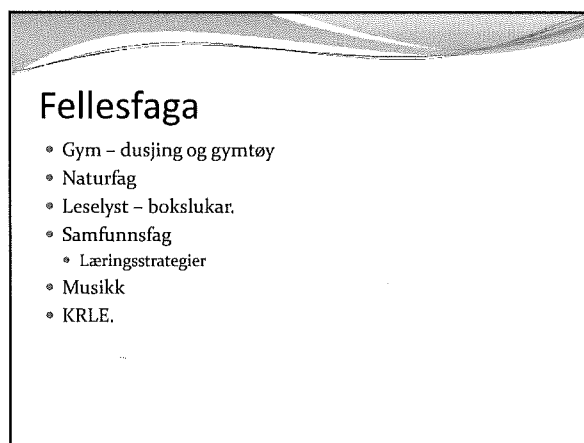 Fellesfaga
• Gym – dusjing og gymtøy
• Naturfag
• Leselyst – bokslukar.
• Samfunnsfag
• Læringsstrategier
• Musikk
• KRLE.